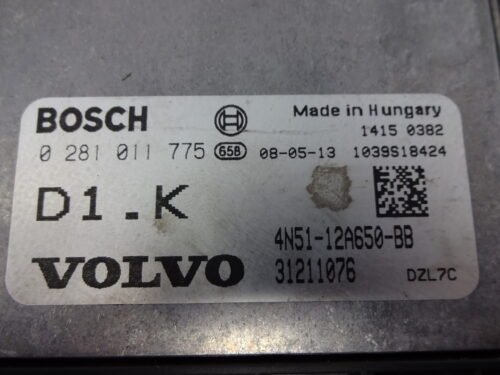 BOSCH Made in Hungary
1415 0382
0 281 011 775 65B 08-05-13 1039S18424
D1.K
4N51-12A650-BB
VOLVO 31211076 DZL7C